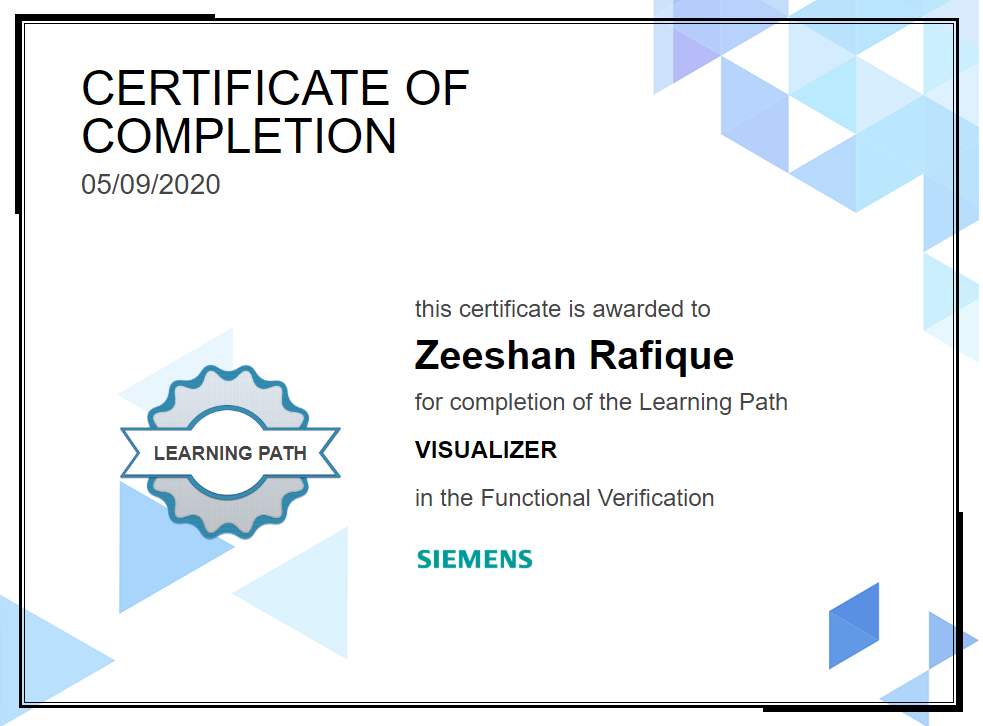 CERTIFICATE OF
COMPLETION
05/09/2020
this certificate is awarded to
Zeeshan Rafique
for completion of the Learning Path
LEARNING PATH
VISUALIZER
in the Functional Verification
SIEMENS